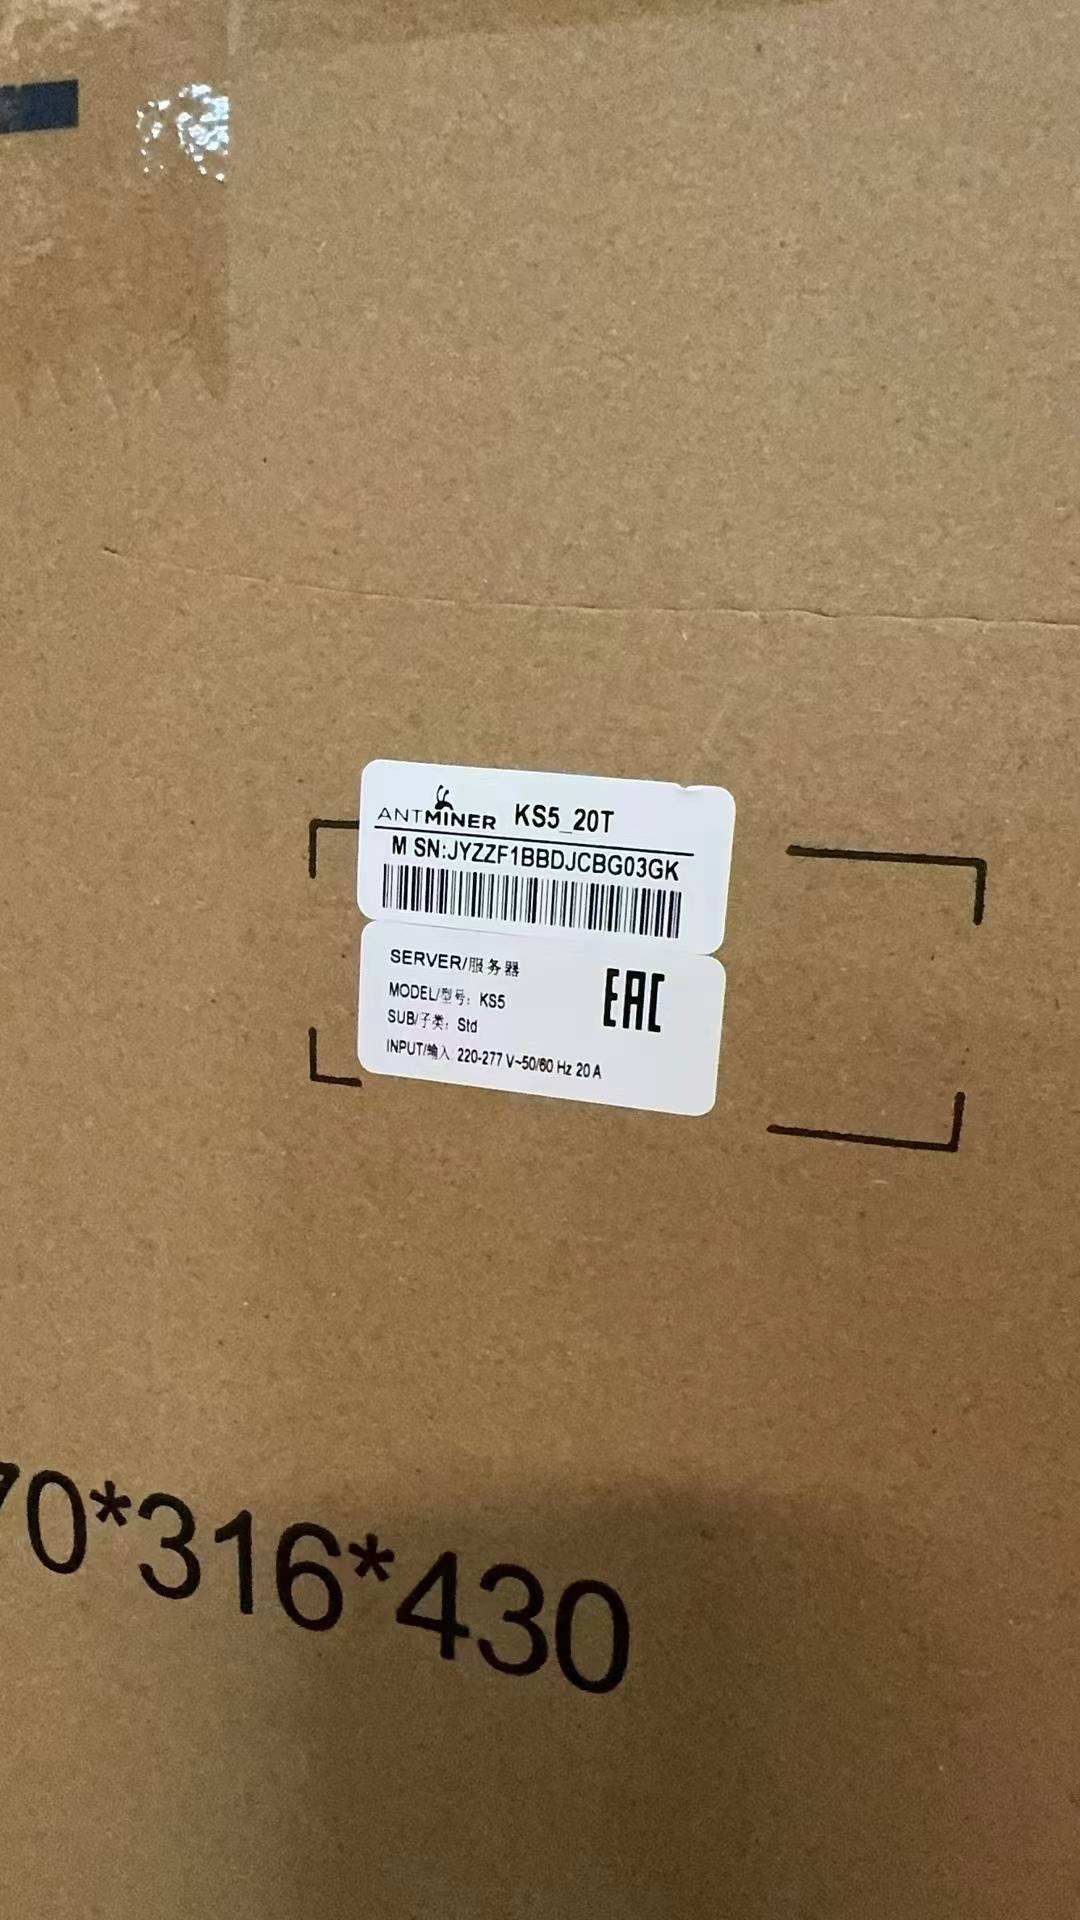 ANTMINER KS5_20T
M SN:JYZZF1BBDJCBG03GK
SERVER/服务器
MODEL/型号: KS5
SUB/子类: Std
INPUT/输入 220-277 V~50/60 Hz 20 A
EAC
70*316*430